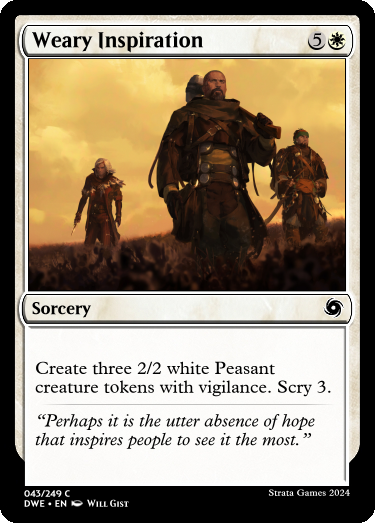 Weary Inspiration 5
Sorcery
Create three 2/2 white Peasant
creature tokens with vigilance. Scry 3.
“Perhaps it is the utter absence of hope
that inspires people to see it the most.”
043/249 C Strata Games 2024
DWE • EN Will Gist